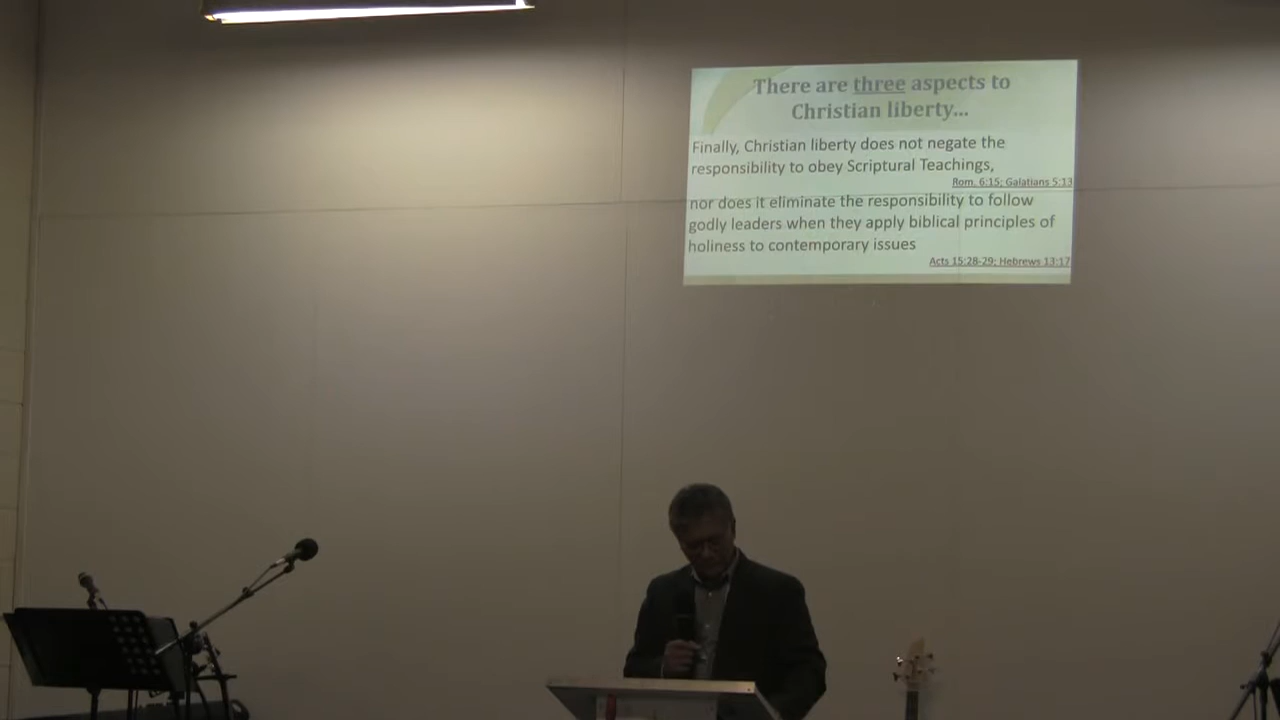 There are three aspects to
Christian liberty...
Finally, Christian liberty does not negate the
responsibility to obey Scriptural Teachings,
Rom. 6:15; Galatians 5:13
nor does it eliminate the responsibility to follow
godly leaders when they apply biblical principles of
holiness to contemporary issues
Acts 15:28-29; Hebrews 13:17